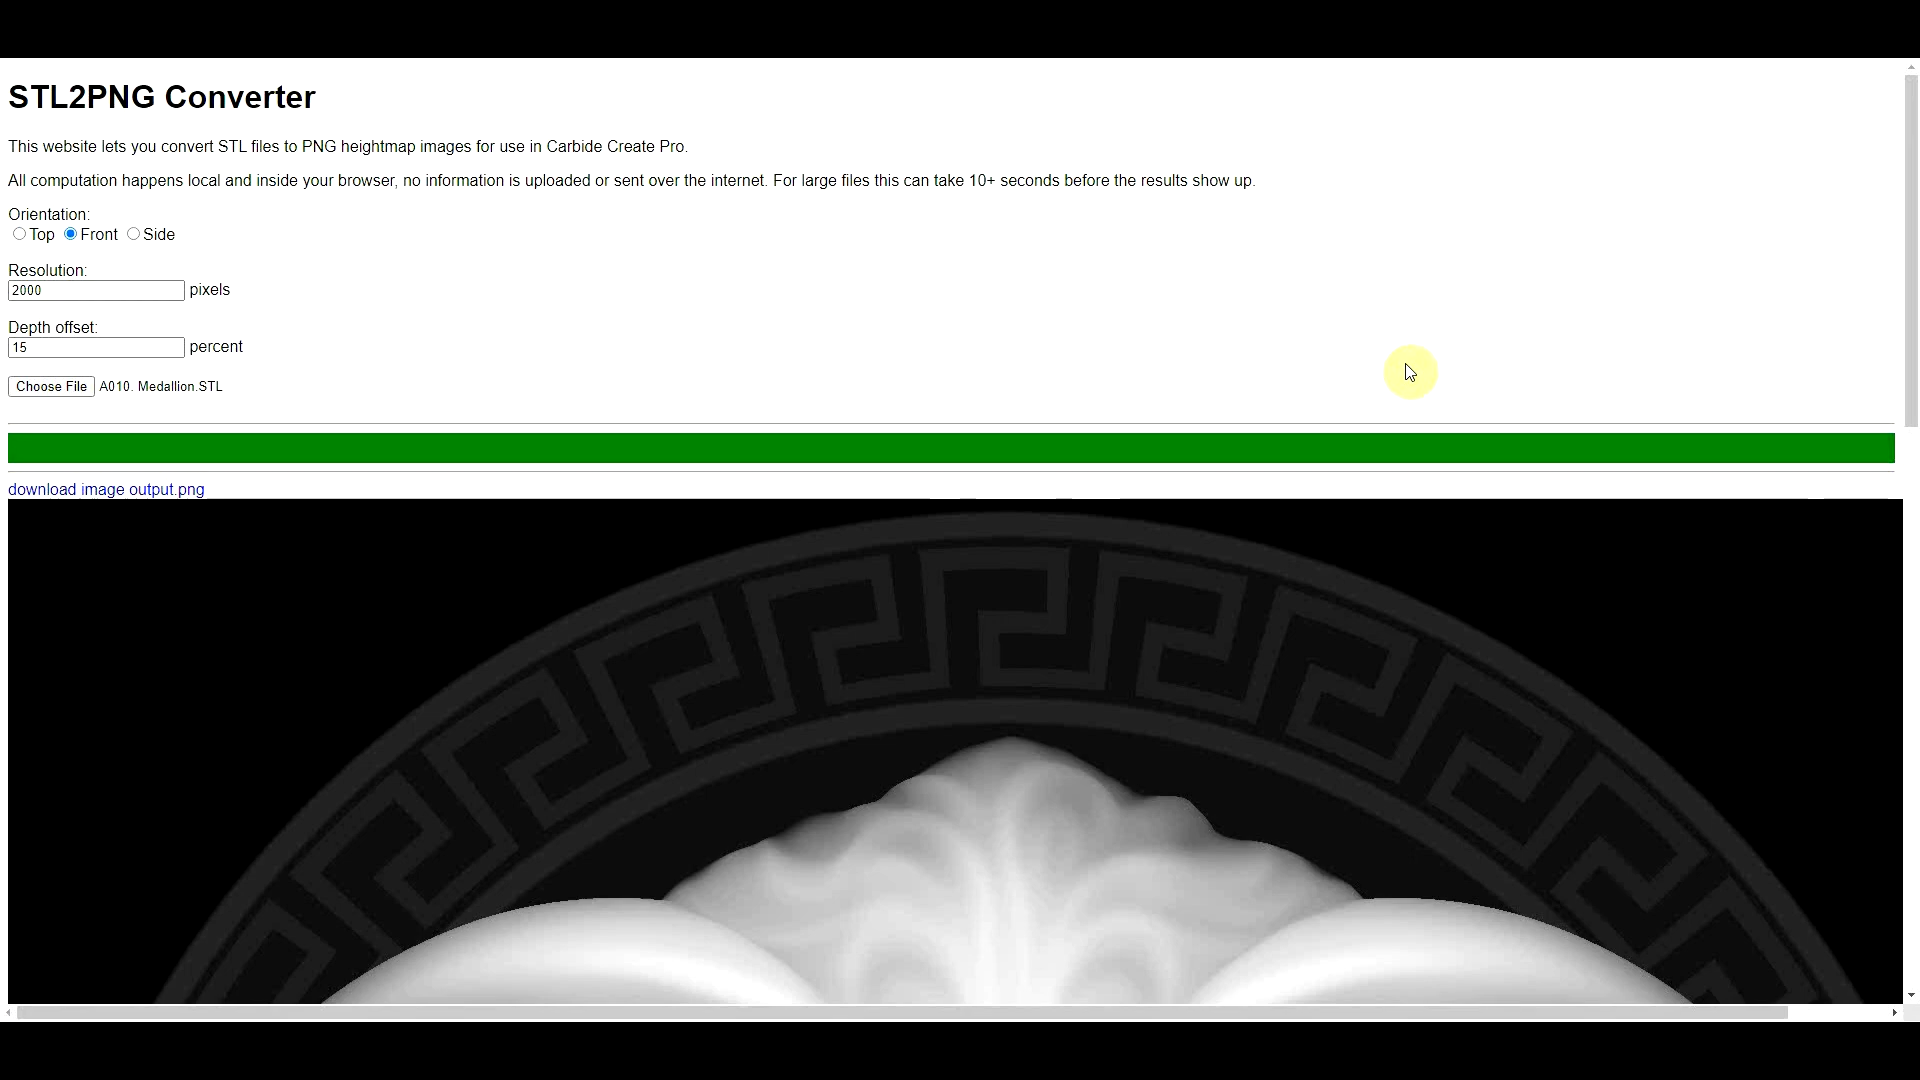 STL2PNG Converter
This website lets you convert STL files to PNG heightmap images for use in Carbide Create Pro.
All computation happens local and inside your browser, no information is uploaded or sent over the internet. For large files this can take 10+ seconds before the results show up.
Orientation:
Top Front Side
Resolution:
2000 pixels
Depth offset:
15 percent
Choose File A010. Medallion.STL
download image output.png